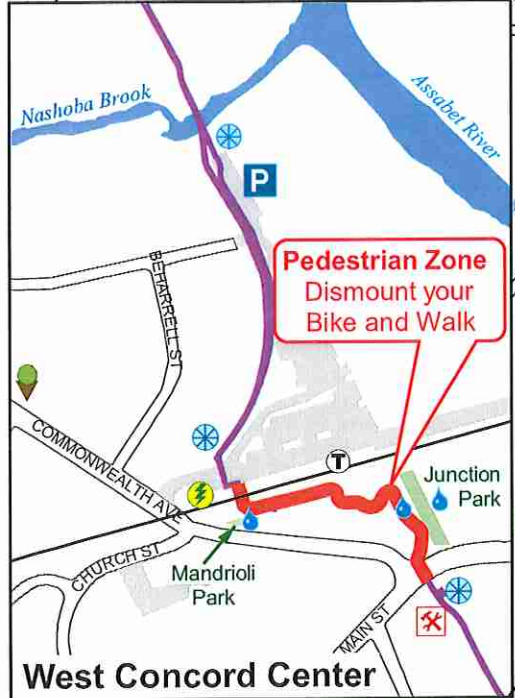 Nashoba Brook
Assabet River
P
BEHARRELL ST
Pedestrian Zone
Dismount your
Bike and Walk
COMMONWEALTH AVE
T
Junction
Park
CHURCH ST
Mandrioli
Park
MAIN ST
West Concord Center